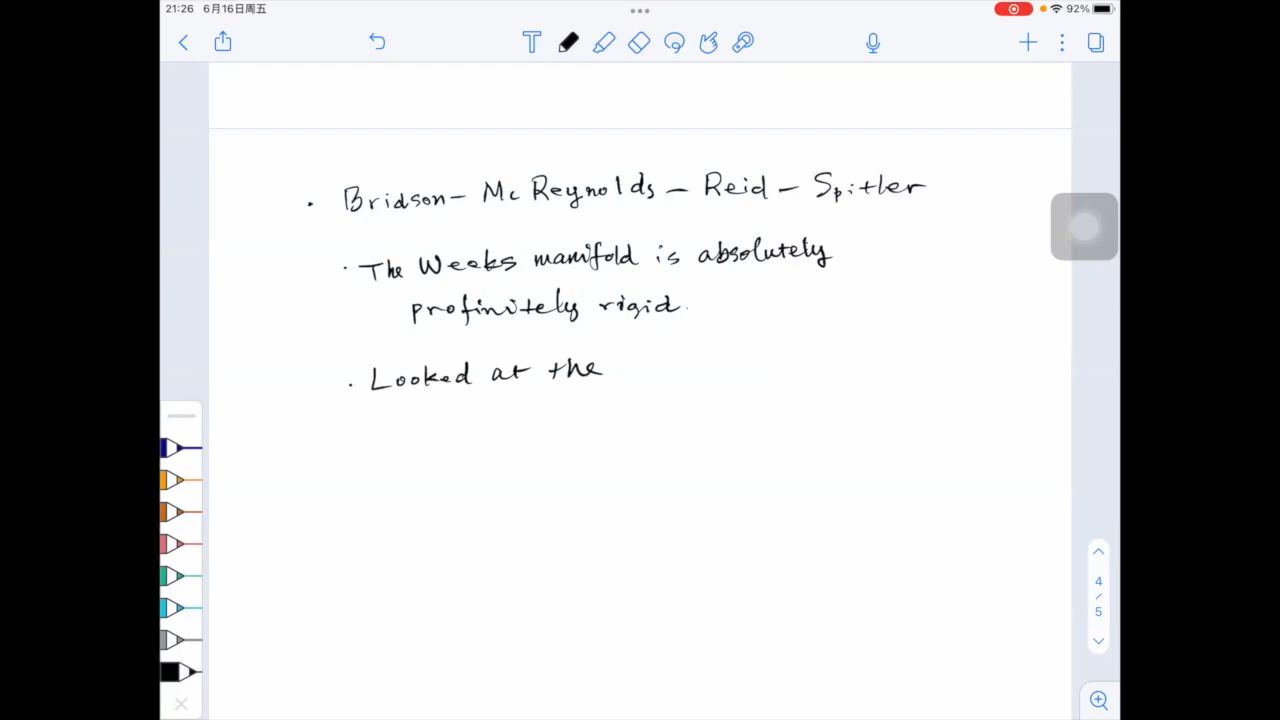 21:26 6月16日周五
92%
· Bridson – McReynolds – Reid – Spitler
· The Weeks manifold is absolutely
profinitely rigid.
· Looked at the
4
/
5